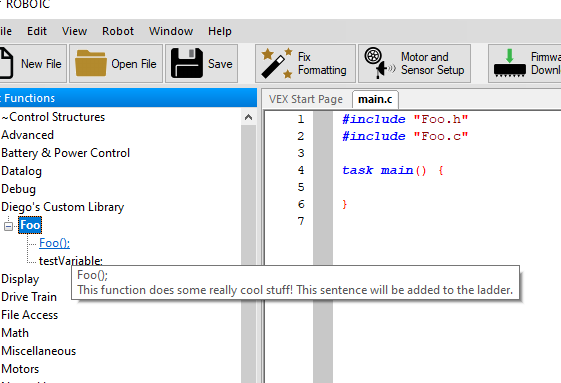 ROBOTC
File Edit View Robot Window Help
New File Open File Save Fix Formatting Motor and Sensor Setup
Functions
~Control Structures
Advanced
Battery & Power Control
Datalog
Debug
Diego's Custom Library
Foo
Foo();
testVariable;
Foo();
This function does some really cool stuff! This sentence will be added to the ladder.
Display
Drive Train
File Access
Math
Miscellaneous
Motors
VEX Start Page main.c
1 #include "Foo.h"
2 #include "Foo.c"
3
4 task main() {
5
6 }
7